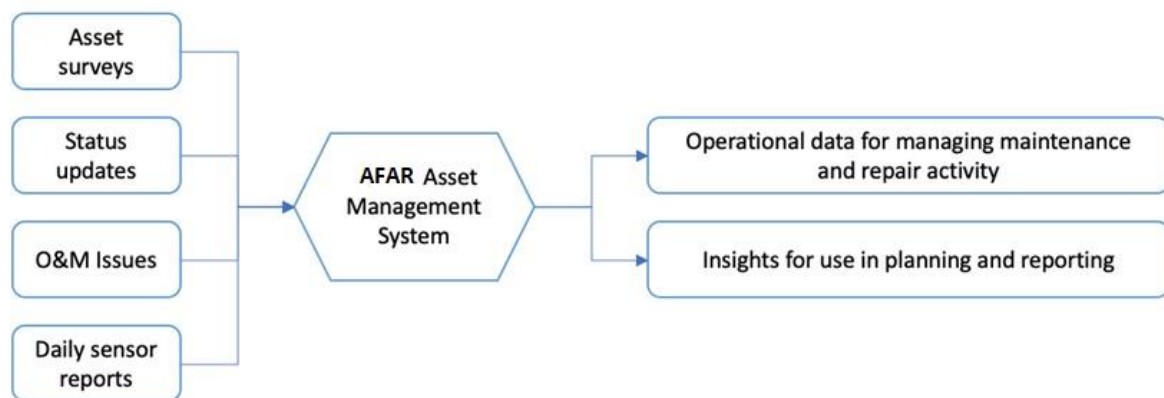 Asset
surveys
Status
updates
O&M Issues
Daily sensor
reports
AFAR Asset
Management
System
Operational data for managing maintenance
and repair activity
Insights for use in planning and reporting